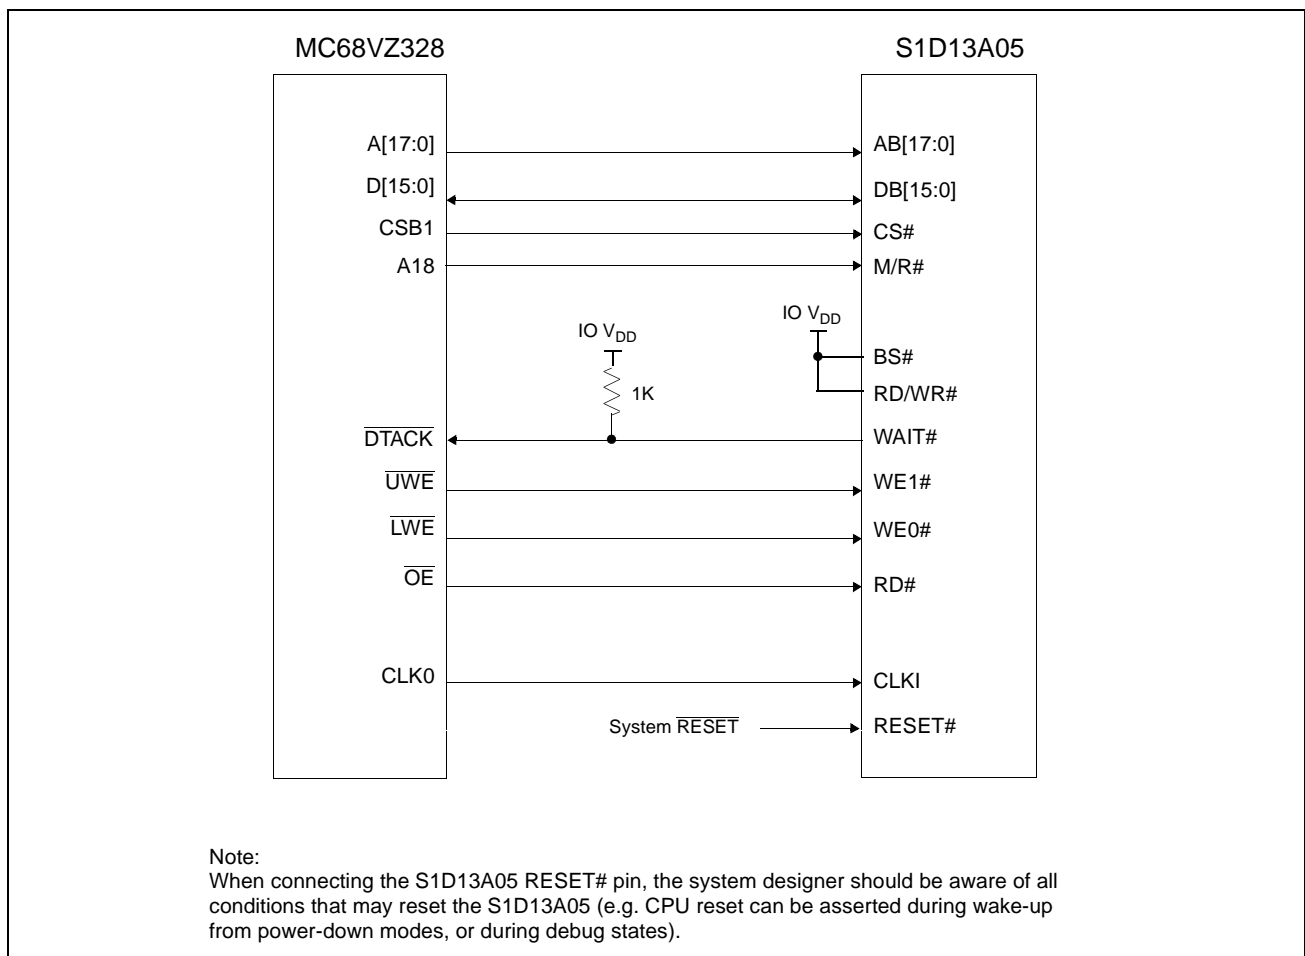 MC68VZ328
S1D13A05
A[17:0]
AB[17:0]
D[15:0]
DB[15:0]
CSB1
CS#
A18
M/R#
IO VDD
IO VDD
BS#
1K
RD/WR#
DTACK
WAIT#
UWE
WE1#
LWE
WE0#
OE
RD#
CLK0
CLKI
System RESET
RESET#
Note:
When connecting the S1D13A05 RESET# pin, the system designer should be aware of all
conditions that may reset the S1D13A05 (e.g. CPU reset can be asserted during wake-up
from power-down modes, or during debug states).